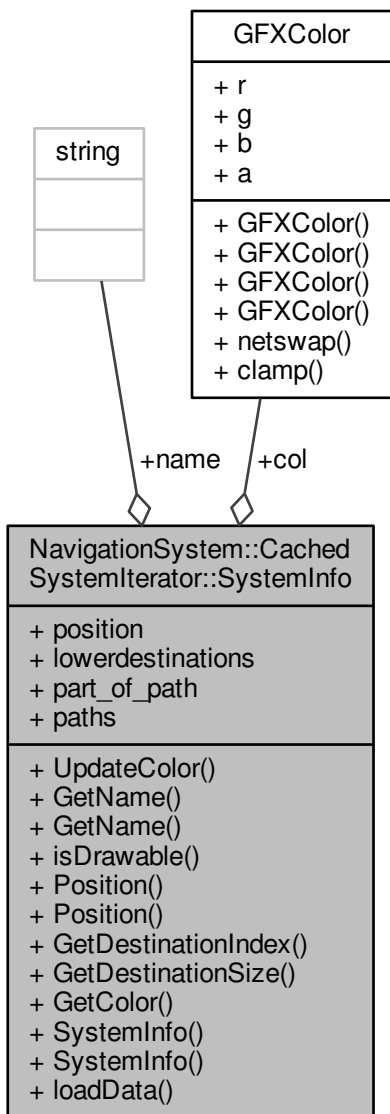 GFXColor
+ r
+ g
+ b
+ a
+ GFXColor()
+ GFXColor()
+ GFXColor()
+ GFXColor()
+ netswap()
+ clamp()
string
+name
+col
NavigationSystem::Cached
SystemIterator::SystemInfo
+ position
+ lowerdestinations
+ part_of_path
+ paths
+ UpdateColor()
+ GetName()
+ GetName()
+ isDrawable()
+ Position()
+ Position()
+ GetDestinationIndex()
+ GetDestinationSize()
+ GetColor()
+ SystemInfo()
+ SystemInfo()
+ loadData()